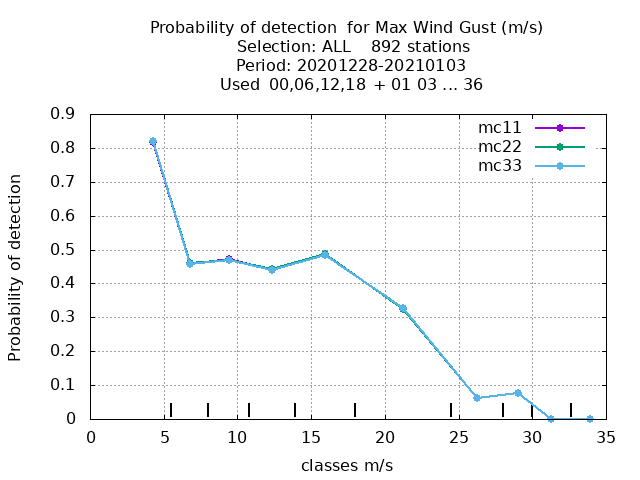 Probability of detection  for Max Wind Gust (m/s)
Selection: ALL    892 stations
Period: 20201228-20210103
Used  00,06,12,18  + 01 03 ... 36
mc11
mc22
mc33
Probability of detection
0.9
0.8
0.7
0.6
0.5
0.4
0.3
0.2
0.1
0
0 5 10 15 20 25 30 35
classes m/s